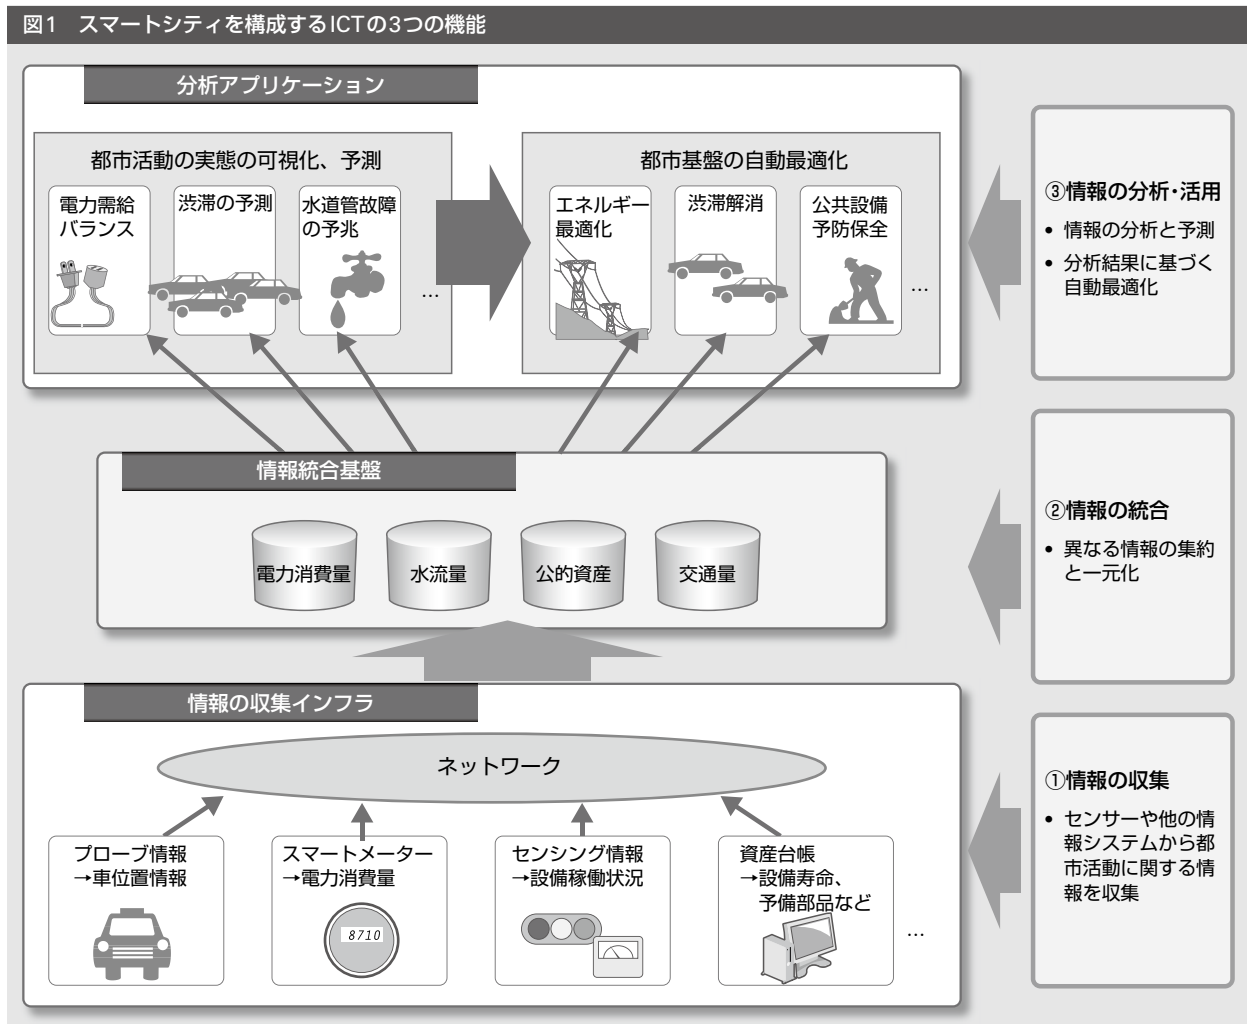 図1 スマートシティを構成するICTの3つの機能
分析アプリケーション
都市活動の実態の可視化、予測
電力需給
バランス
渋滞の予測
水道管故障
の予兆
…
都市基盤の自動最適化
エネルギー
最適化
渋滞解消
公共設備
予防保全
…
③情報の分析・活用
• 情報の分析と予測
• 分析結果に基づく
自動最適化
情報統合基盤
電力消費量
水流量
公的資産
交通量
②情報の統合
• 異なる情報の集約
と一元化
情報の収集インフラ
ネットワーク
プローブ情報
→車位置情報
スマートメーター
→電力消費量
8710
センシング情報
→設備稼働状況
資産台帳
→設備寿命、
予備部品など
…
①情報の収集
• センサーや他の情
報システムから都
市活動に関する情
報を収集